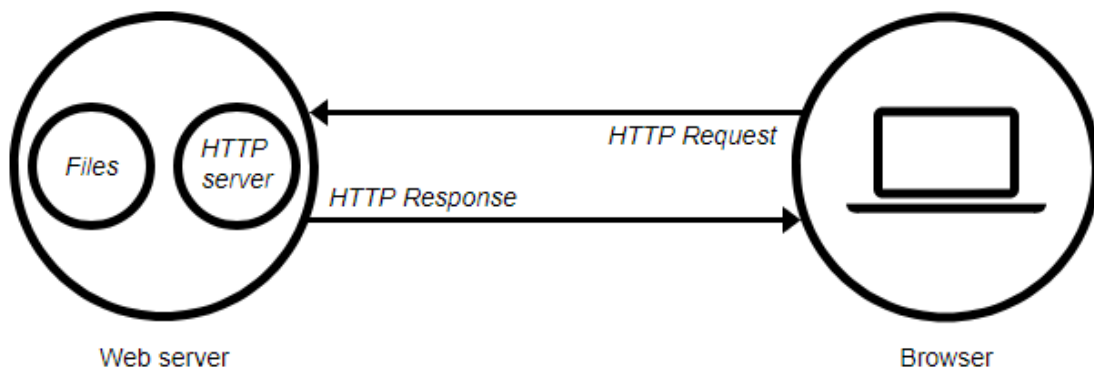 Files
HTTP
server
HTTP Request
HTTP Response
Web server
Browser